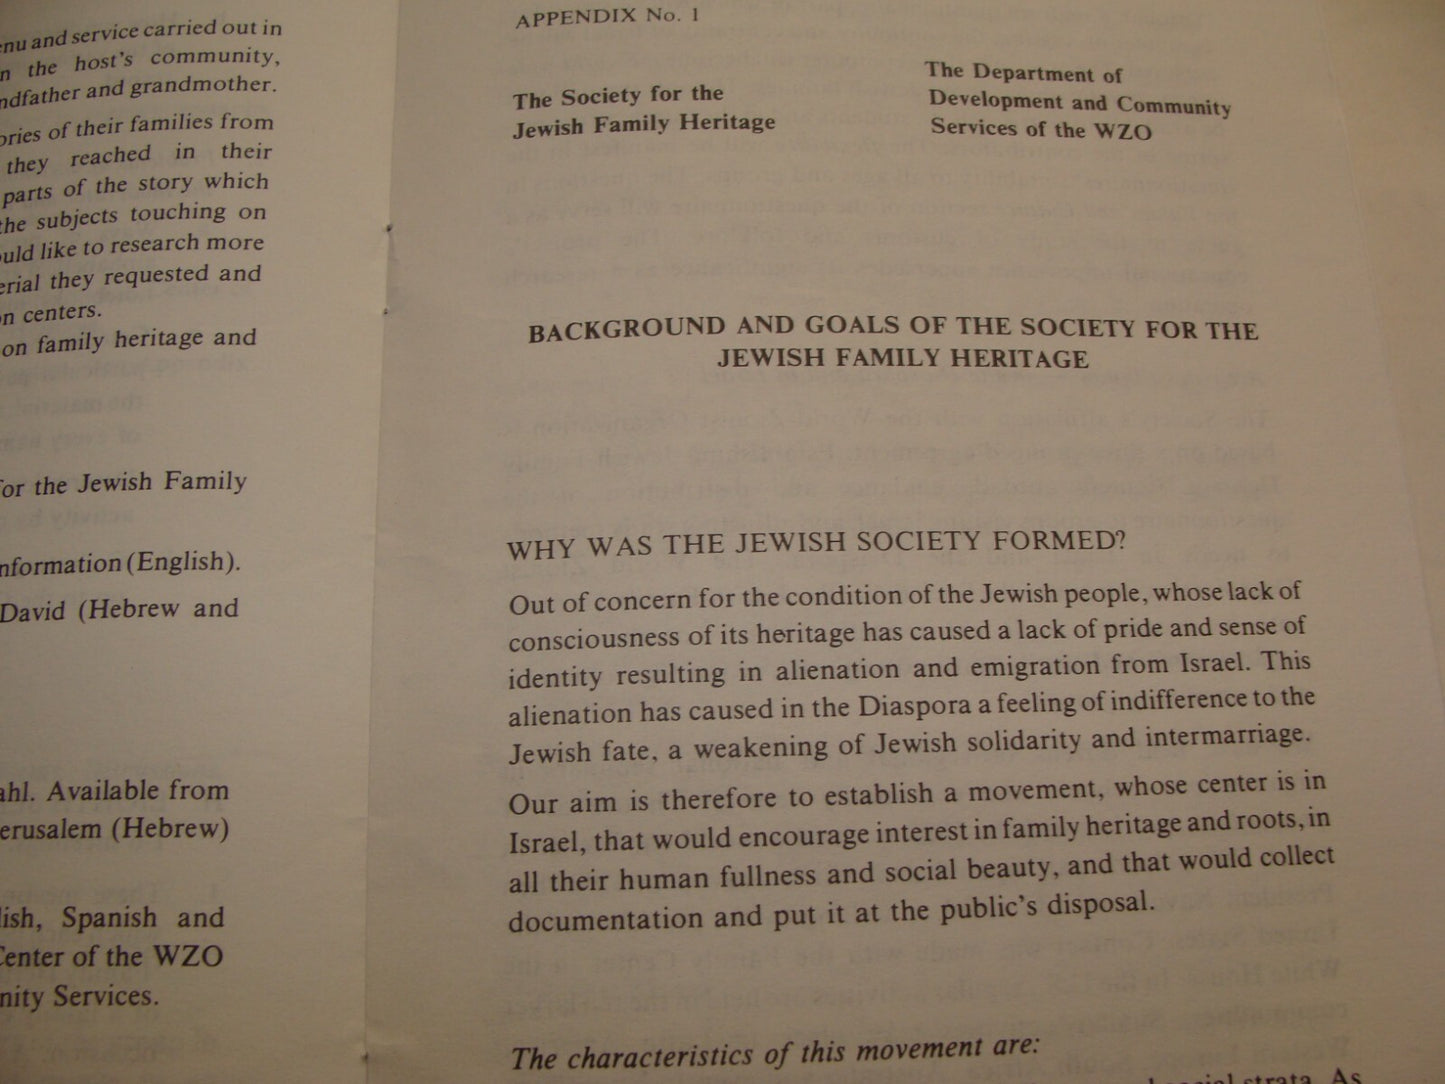 enu and service carried out in
n the host's community,
ndfather and grandmother.
ories of their families from
they reached in their
parts of the story which
the subjects touching on
ould like to research more
erial they requested and
on centers.
on family heritage and
for the Jewish Family
nformation (English).
David (Hebrew and
ahl. Available from
erusalem (Hebrew)
lish, Spanish and
Center of the WZO
nity Services.
APPENDIX No. 1
The Society for the
Jewish Family Heritage
The Department of
Development and Community
Services of the WZO
BACKGROUND AND GOALS OF THE SOCIETY FOR THE
JEWISH FAMILY HERITAGE
WHY WAS THE JEWISH SOCIETY FORMED?
Out of concern for the condition of the Jewish people, whose lack of
consciousness of its heritage has caused a lack of pride and sense of
identity resulting in alienation and emigration from Israel. This
alienation has caused in the Diaspora a feeling of indifference to the
Jewish fate, a weakening of Jewish solidarity and intermarriage.
Our aim is therefore to establish a movement, whose center is in
Israel, that would encourage interest in family heritage and roots, in
all their human fullness and social beauty, and that would collect
documentation and put it at the public's disposal.
The characteristics of this movement are:
social strata. As